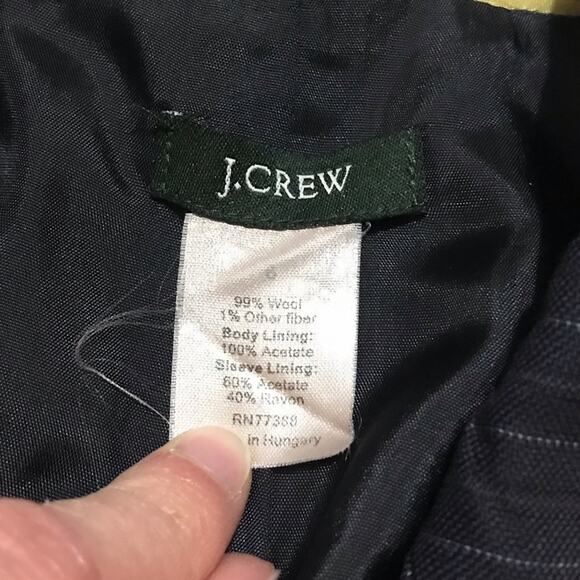 J.CREW
6
99% Wool
1% Other fiber
Body Lining:
100% Acetate
Sleeve Lining:
60% Acetate
40% Rayon
RN77388
in Hungary